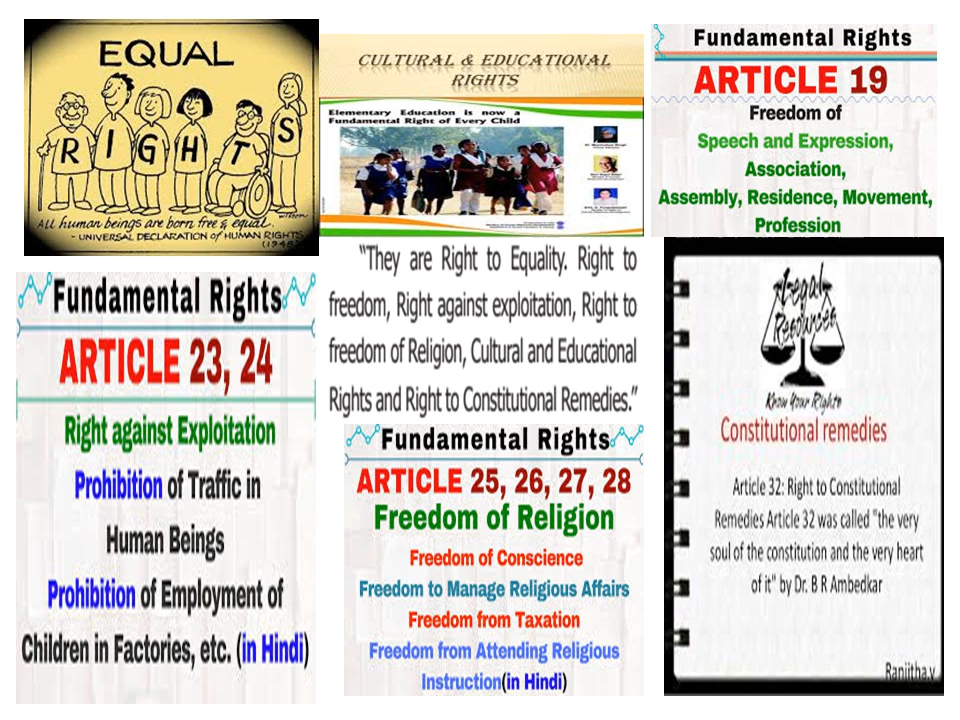 EQUAL
RIGHTS
All human beings are born free & equal.
- UNIVERSAL DECLARATION of HUMAN RIGHTS
(1948)
CULTURAL & EDUCATIONAL
RIGHTS
Elementary Education is now a
Fundamental Right of Every Child
Fundamental Rights
ARTICLE 19
Freedom of
Speech and Expression,
Association,
Assembly, Residence, Movement,
Profession
Fundamental Rights
ARTICLE 23, 24
Right against Exploitation
Prohibition of Traffic in
Human Beings
Prohibition of Employment of
Children in Factories, etc. (in Hindi)
“They are Right to Equality. Right to
freedom, Right against exploitation, Right to
freedom of Religion, Cultural and Educational
Rights and Right to Constitutional Remedies.”
Fundamental Rights
ARTICLE 25, 26, 27, 28
Freedom of Religion
Freedom of Conscience
Freedom to Manage Religious Affairs
Freedom from Taxation
Freedom from Attending Religious
Instruction(in Hindi)
Legal
Resources
Know Your Rights
Constitutional remedies
Article 32: Right to Constitutional
Remedies Article 32 was called "the very
soul of the constitution and the very heart
of it" by Dr. B R Ambedkar
Ranjitha.v